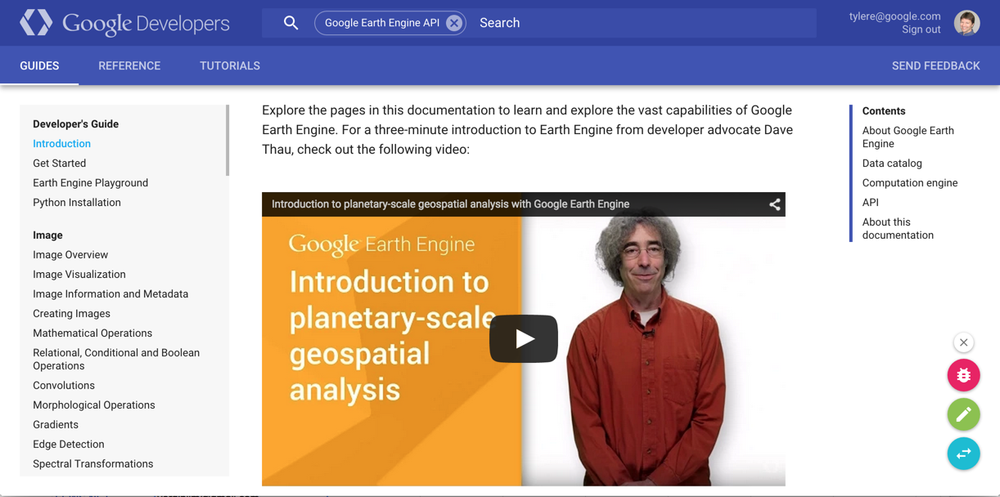 Google Developers
Google Earth Engine API
Search
tylere@google.com
Sign out
GUIDES
REFERENCE
TUTORIALS
SEND FEEDBACK
Developer's Guide
Introduction
Get Started
Earth Engine Playground
Python Installation
Image
Image Overview
Image Visualization
Image Information and Metadata
Creating Images
Mathematical Operations
Relational, Conditional and Boolean
Operations
Convolutions
Morphological Operations
Gradients
Edge Detection
Spectral Transformations
Explore the pages in this documentation to learn and explore the vast capabilities of Google
Earth Engine. For a three-minute introduction to Earth Engine from developer advocate Dave
Thau, check out the following video:
Introduction to planetary-scale geospatial analysis with Google Earth Engine
Google Earth Engine
Introduction to
planetary-scale
geospatial
analysis
Contents
About Google Earth
Engine
Data catalog
Computation engine
API
About this
documentation